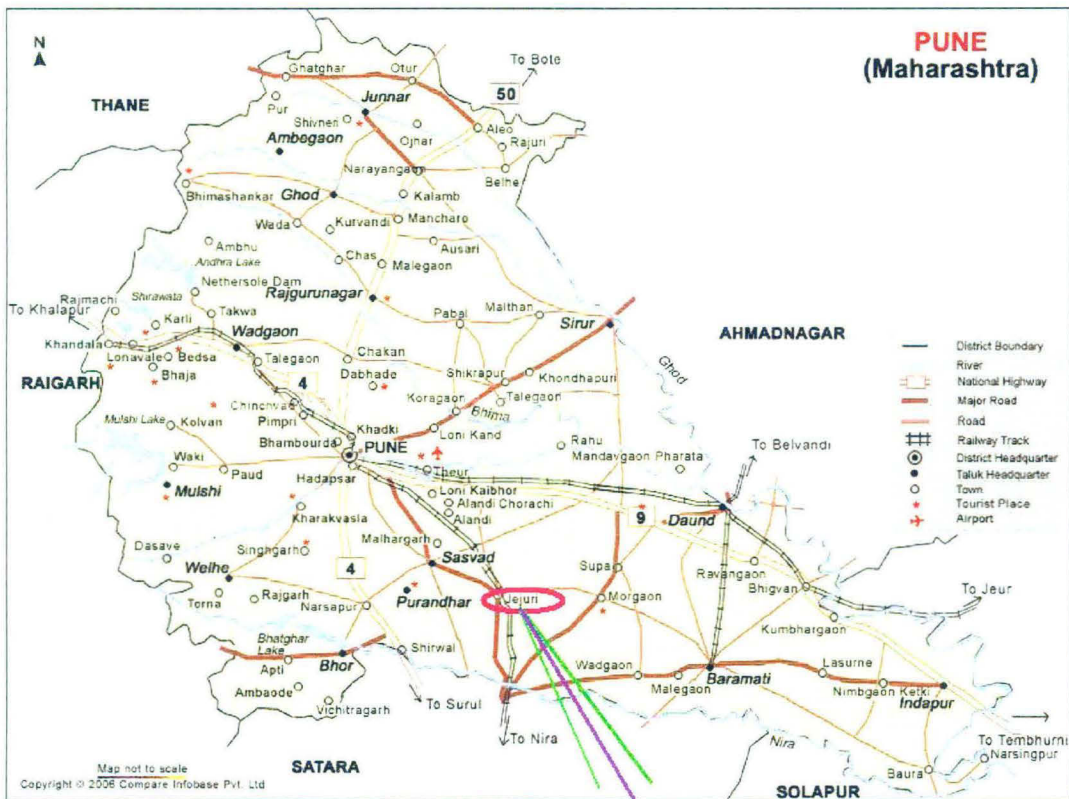 PUNE
(Maharashtra)
N
To Bote
50
THANE
Ghatghar
Otur
Pur
Junnar
Shivneri
Aleo
Ambegaon
Ojhar
Rajuri
Narayangaon
Belhe
Bhimashankar
Ghod
Kalamb
Wada
Kurvandi
Mancharo
Ambhu
Ausari
Andhra Lake
Chas
Malegaon
Nethersole Dam
Rajgurunagar
To Khalapur
Rajmachi
Shirawata
Karli
Takwa
Pabal
Malthan
Sirur
AHMADNAGAR
Khandala
Wadgaon
Lonavale
Bedsa
Talegaon
Chakan
RAIGARH
Bhaja
4
Dabhade
Shikrapur
Khondhapuri
Ghod
Chinchwad
Koragaon
Talegaon
Mulshi Lake
Kolvan
Pimpri
Khadki
Bhima
Bhambourda
PUNE
Loni Kand
Rahu
To Belvandi
Waki
Paud
Hadapsar
Theur
Mandavgaon Pharata
Mulshi
Loni Kalbhor
Kharakvasla
Alandi Chorachi
Alandi
9
Daund
Dasave
Singhgarh
Malhargarh
Sasvad
Welhe
4
Supa
Ravangaon
Bhigvan
To Jeur
Torna
Rajgarh
Narsapur
Purandhar
Jejuri
Morgaon
Kumbhargaon
Bhatghar
Lake
Apti
Bhor
Shirwal
Wadgaon
Malegaon
Baramati
Lasurne
Nimbgaon Ketki
Indapur
Ambaode
Vichitragarh
To Surul
To Nira
Nira
To Tembhurni
Narsingpur
Baura
SATARA
SOLAPUR
District Boundary
River
National Highway
Major Road
Road
Railway Track
District Headquarter
Taluk Headquarter
Town
Tourist Place
Airport
Map not to scale
Copyright © 2006 Compare Infobase Pvt. Ltd